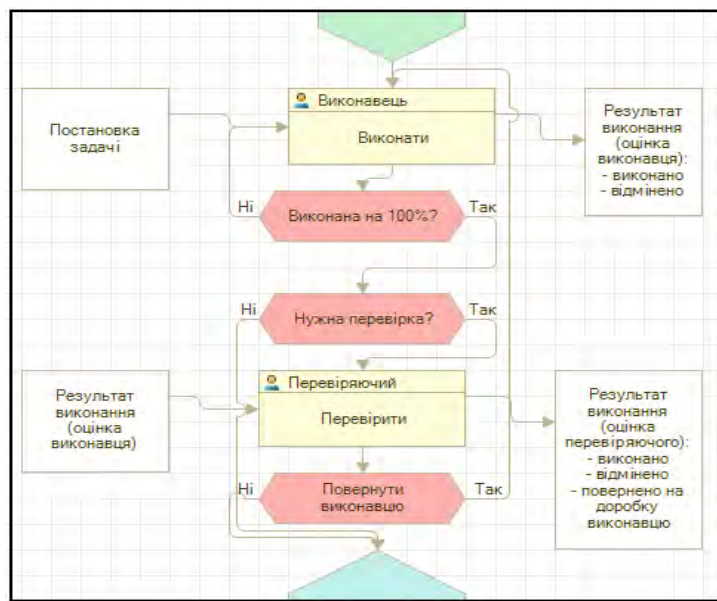 Виконавець
Постановка
задачі
Виконати
Результат
виконання
(оцінка
виконавця):
- виконано
- відмінено
Ні
Виконана на 100%?
Так
Ні
Нужна перевірка?
Так
Результат
виконання
(оцінка
виконавця)
Перевіряючий
Перевірити
Результат
виконання
(оцінка
перевіряючого):
- виконано
- відмінено
- повернено на
доробку
виконавцю
Ні
Повернути
виконавцю
Так